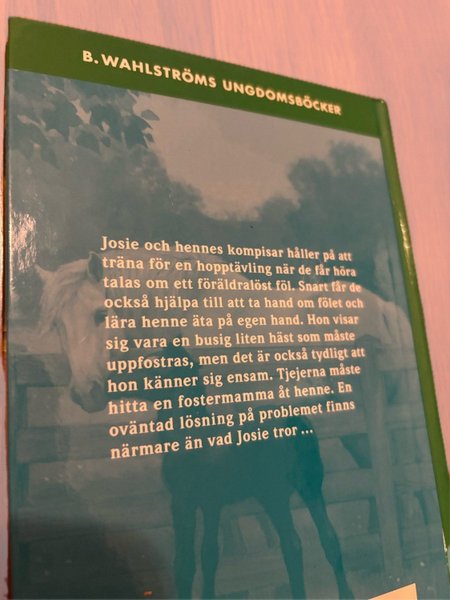 B. WAHLSTRÖMS UNGDOMSBÖCKER
Josie och hennes kompisar håller på att
träna för en hopptävling när de får höra
talas om ett föräldralöst föl. Snart får de
också hjälpa till att ta hand om fölet och
lära henne äta på egen hand. Hon visar
sig vara en busig liten häst som måste
uppfostras, men det är också tydligt att
hon känner sig ensam. Tjejerna måste
hitta en fostermamma åt henne. En
oväntad lösning på problemet finns
närmare än vad Josie tror ...